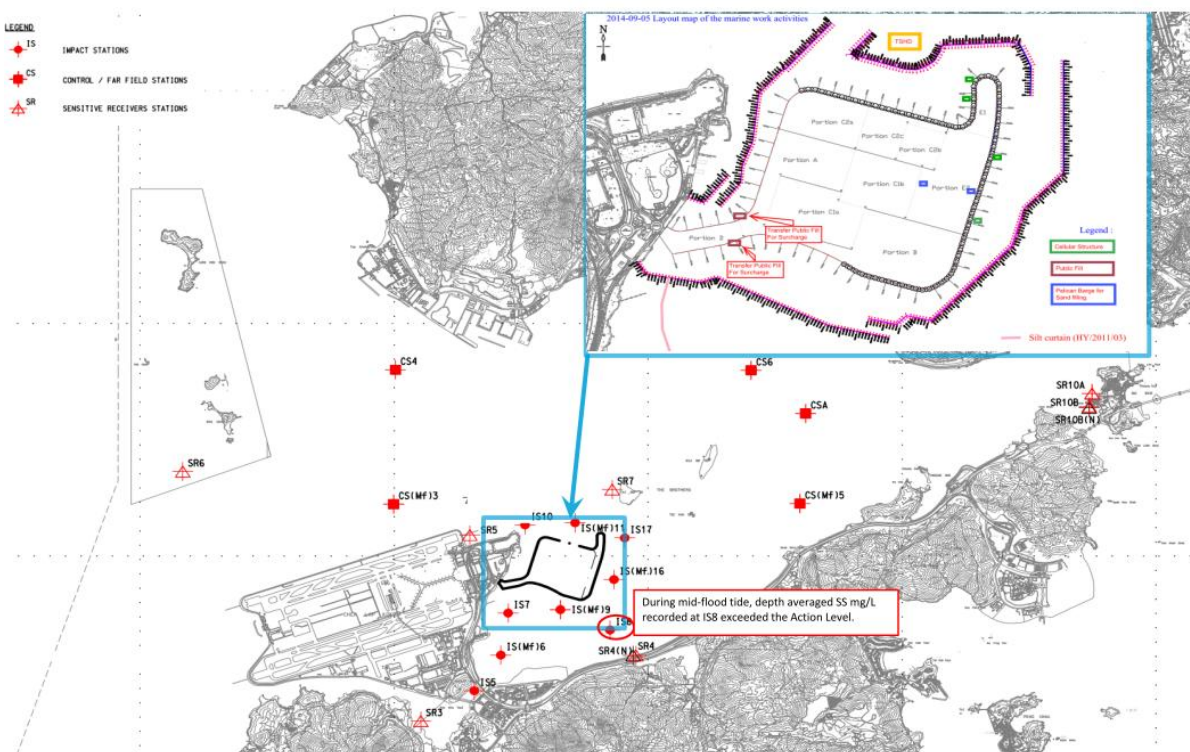 LEGEND
IS
IMPACT STATIONS
CS
CONTROL / FAR FIELD STATIONS
SR
SENSITIVE RECEIVERS STATIONS
2014-09-05 Layout map of the marine work activities
N
TSHD
Portion C2a
Portion C2c
Portion C2b
E1
Portion A
Portion C1b
Portion E2
Portion C1a
Portion D
Portion B
Transfer Public Fill
For Surcharge
Transfer Public Fill
For Surcharge
Legend :
Cellular Structure
Public Fill
Pelican Barge for
Sand filling
Silt curtain (HY/2011/03)
CS4
CS6
CSA
SR10A
SR10B
SR10B(N)
SR6
CS(Mf)3
SR7
CS(Mf)5
SR5
IS10
IS(Mf)11
IS17
IS(Mf)16
IS7
IS(Mf)9
IS8
During mid-flood tide, depth averaged SS mg/L
recorded at IS8 exceeded the Action Level.
IS(Mf)6
SR4(N)
SR4
IS5
SR3